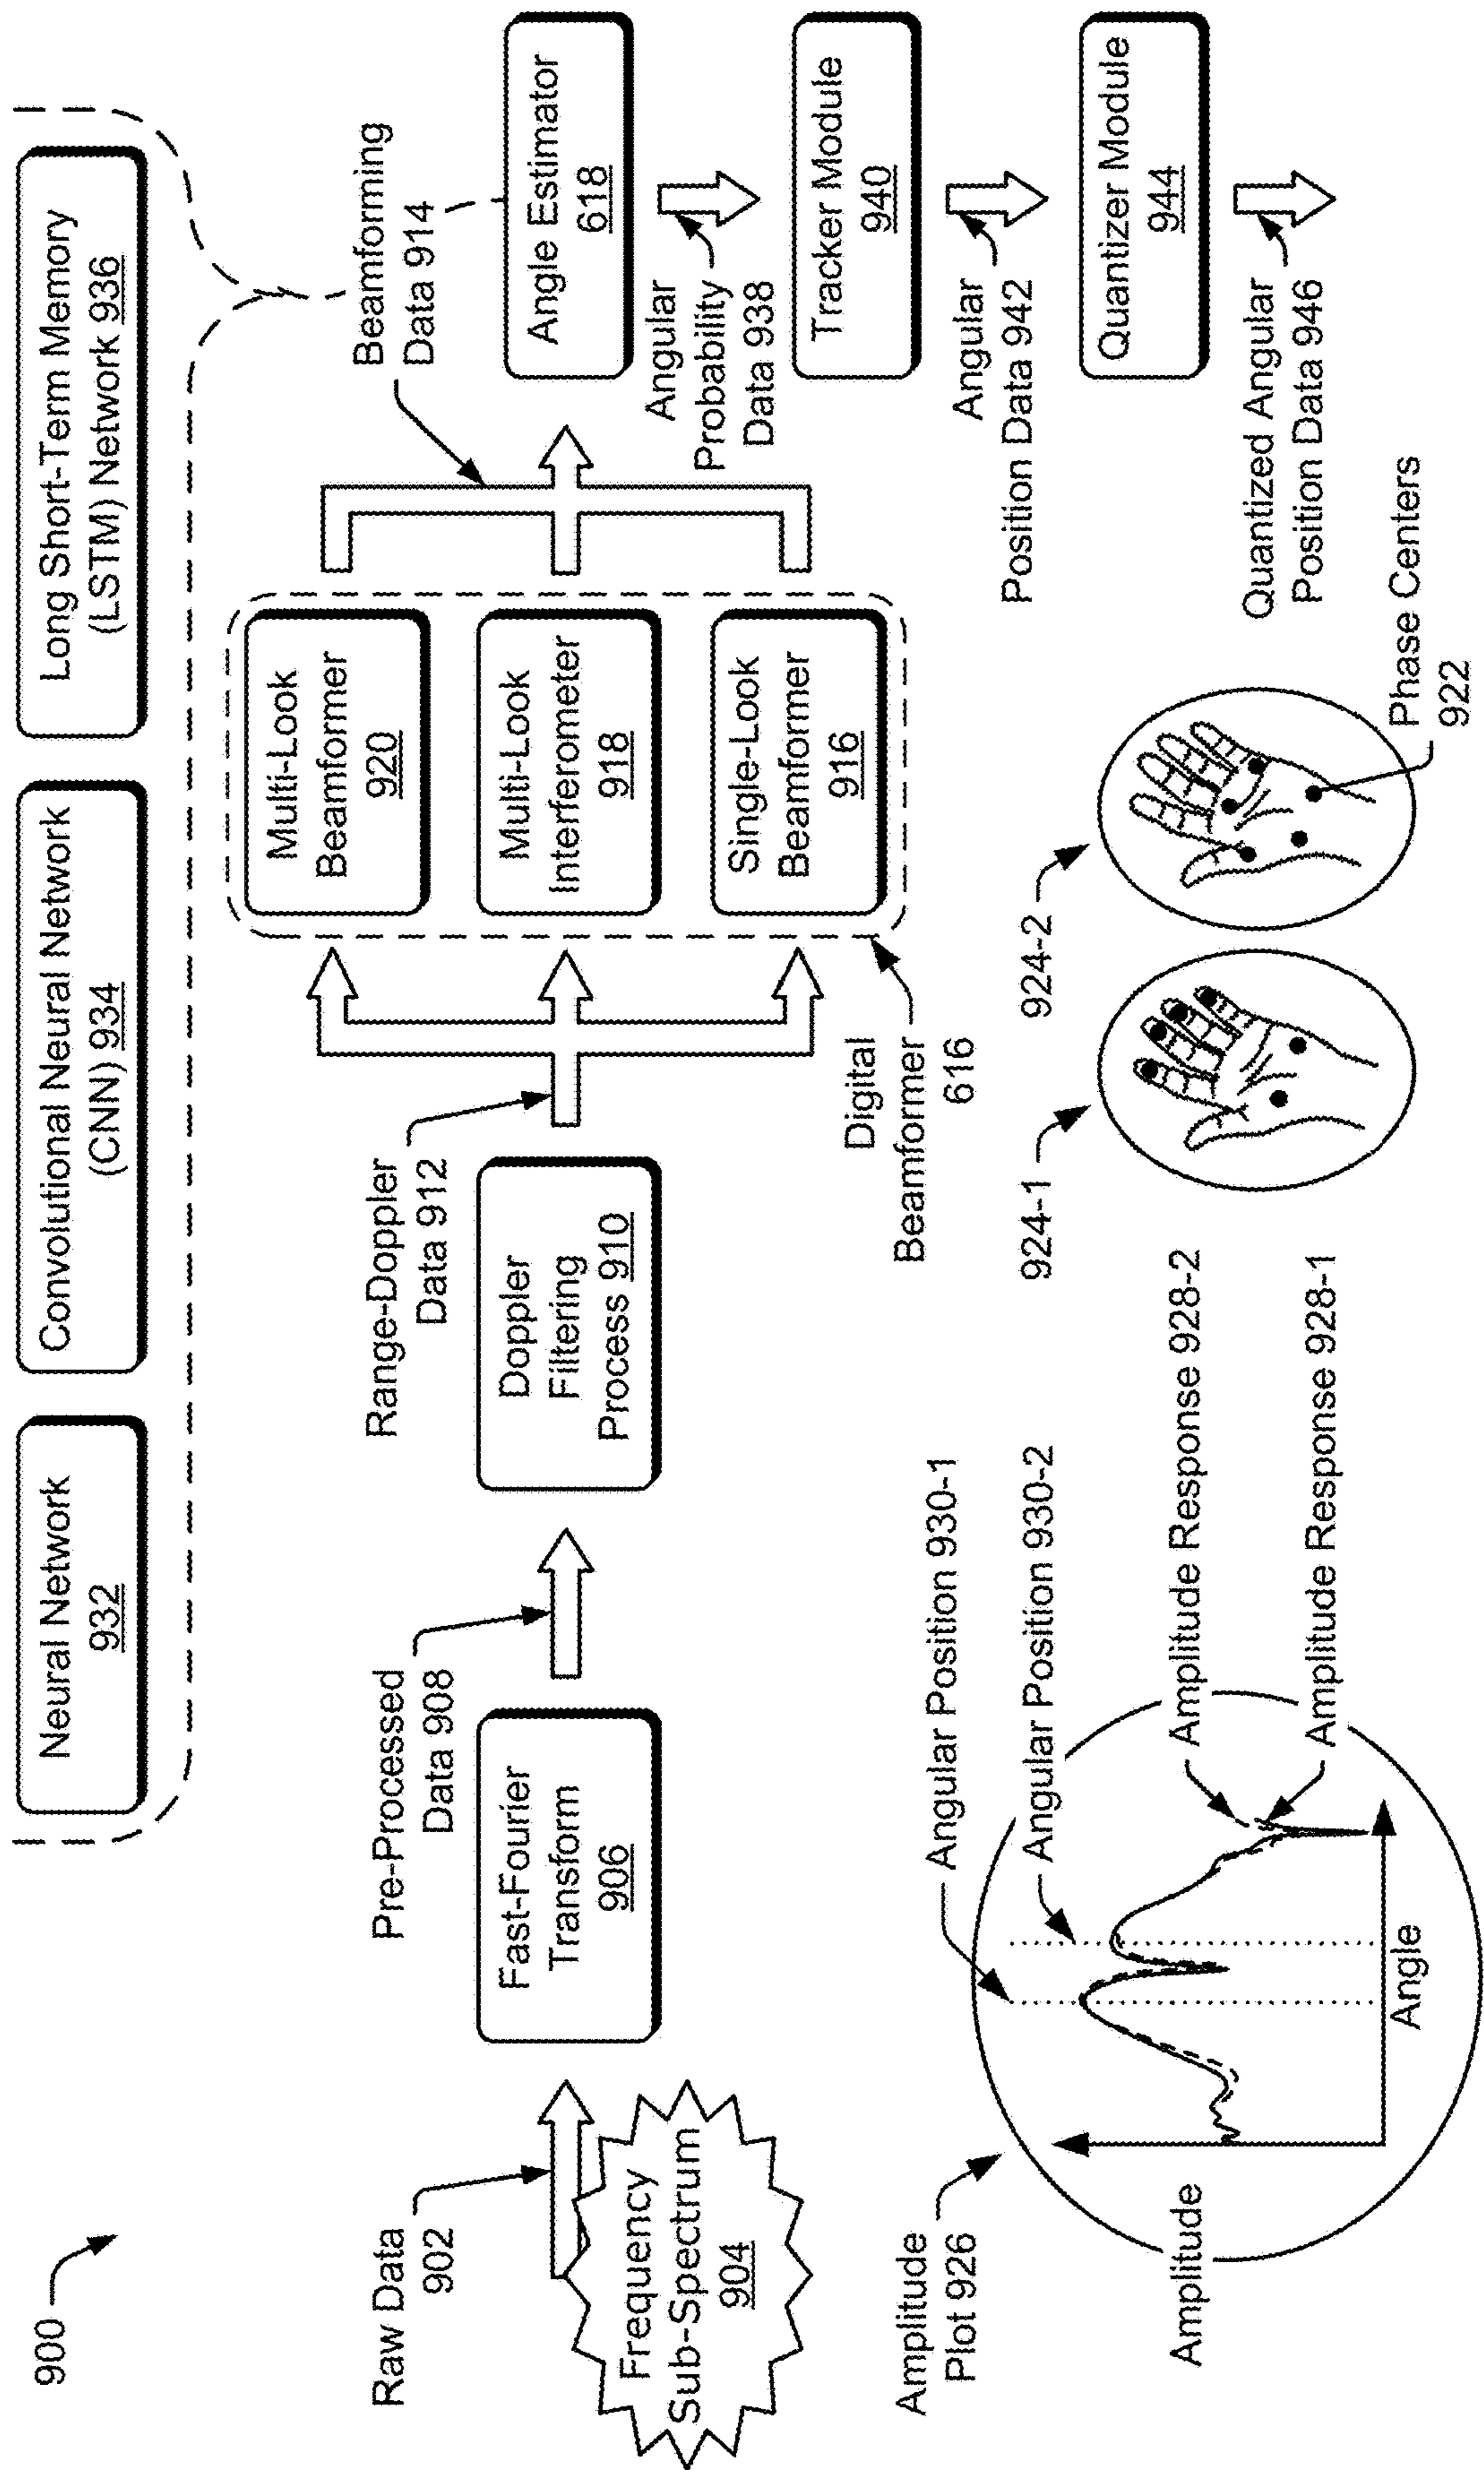 900
Neural Network
932
Convolutional Neural Network
(CNN) 934
Long Short-Term Memory
(LSTM) Network 936
Raw Data
902
Frequency
Sub-Spectrum
904
Fast-Fourier
Transform
906
Pre-Processed
Data 908
Doppler
Filtering
Process 910
Range-Doppler
Data 912
Multi-Look
Beamformer
920
Multi-Look
Interferometer
918
Single-Look
Beamformer
916
Digital
Beamformer
616
Beamforming
Data 914
Angle Estimator
618
Angular
Probability
Data 938
Tracker Module
940
Angular
Position Data 942
Quantizer Module
944
Quantized Angular
Position Data 946
Amplitude
Plot 926
Amplitude
Angle
Angular Position 930-1
Angular Position 930-2
Amplitude Response 928-2
Amplitude Response 928-1
924-1
924-2
Phase Centers
922